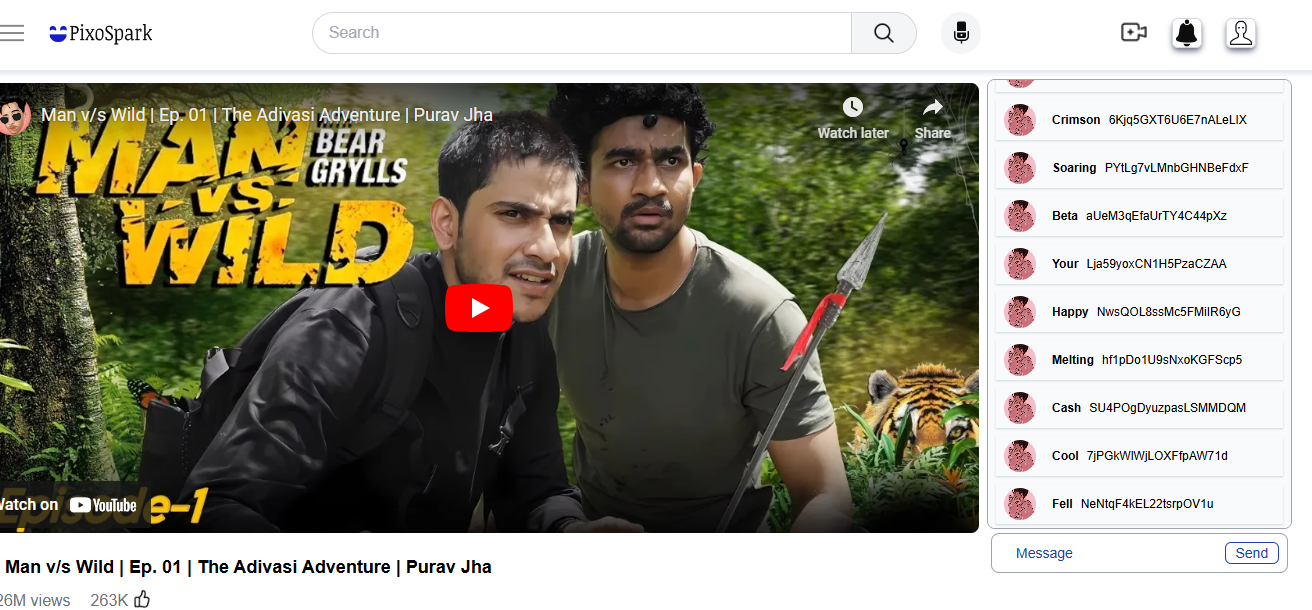 PixoSpark
Search
Man v/s Wild | Ep. 01 | The Adivasi Adventure | Purav Jha
Watch later
Share
MAN
VS.
WILD
BEAR
GRYLLS
Watch on YouTube
Episode-1
Crimson 6Kjq5GXT6U6E7nALeLIX
Soaring PYtLg7vLMnbGHNBeFdxF
Beta aUeM3qEfaUrTY4C44pXz
Your Lja59yoxCN1H5PzaCZAA
Happy NwsQOL8ssMc5FMiIR6yG
Melting hf1pDo1U9sNxoKGFScp5
Cash SU4POgDyuzpasLSMMDQM
Cool 7jPGkWlWjLOXFfpAW71d
Fell NeNtqF4kEL22tsrpOV1u
Message
Send
Man v/s Wild | Ep. 01 | The Adivasi Adventure | Purav Jha
26M views 263K